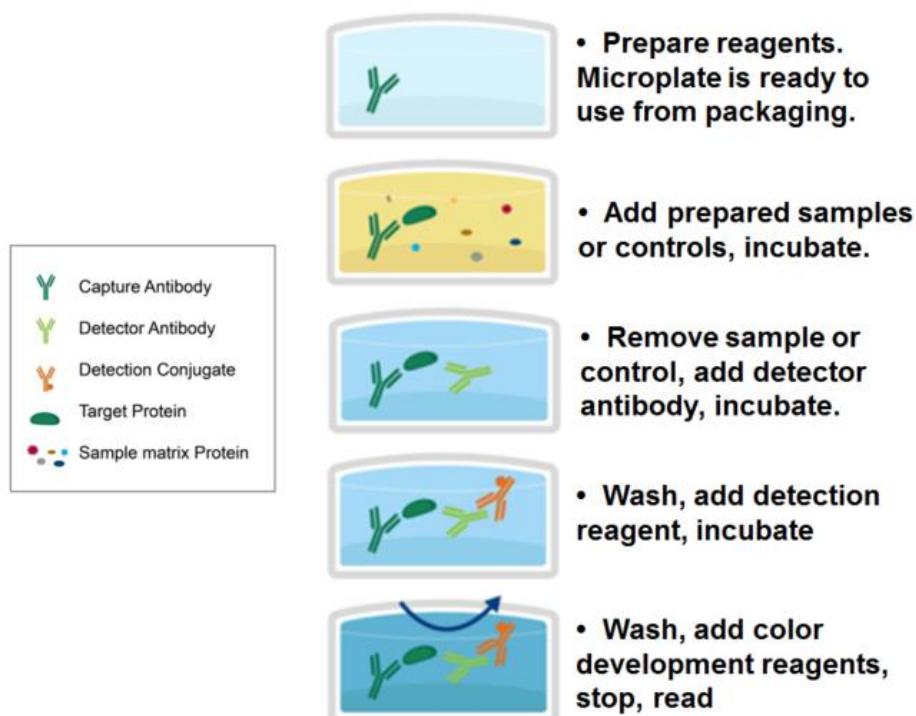 • Prepare reagents.
Microplate is ready to
use from packaging.
• Add prepared samples
or controls, incubate.
Capture Antibody
Detector Antibody
Detection Conjugate
Target Protein
Sample matrix Protein
• Remove sample or
control, add detector
antibody, incubate.
• Wash, add detection
reagent, incubate
• Wash, add color
development reagents,
stop, read